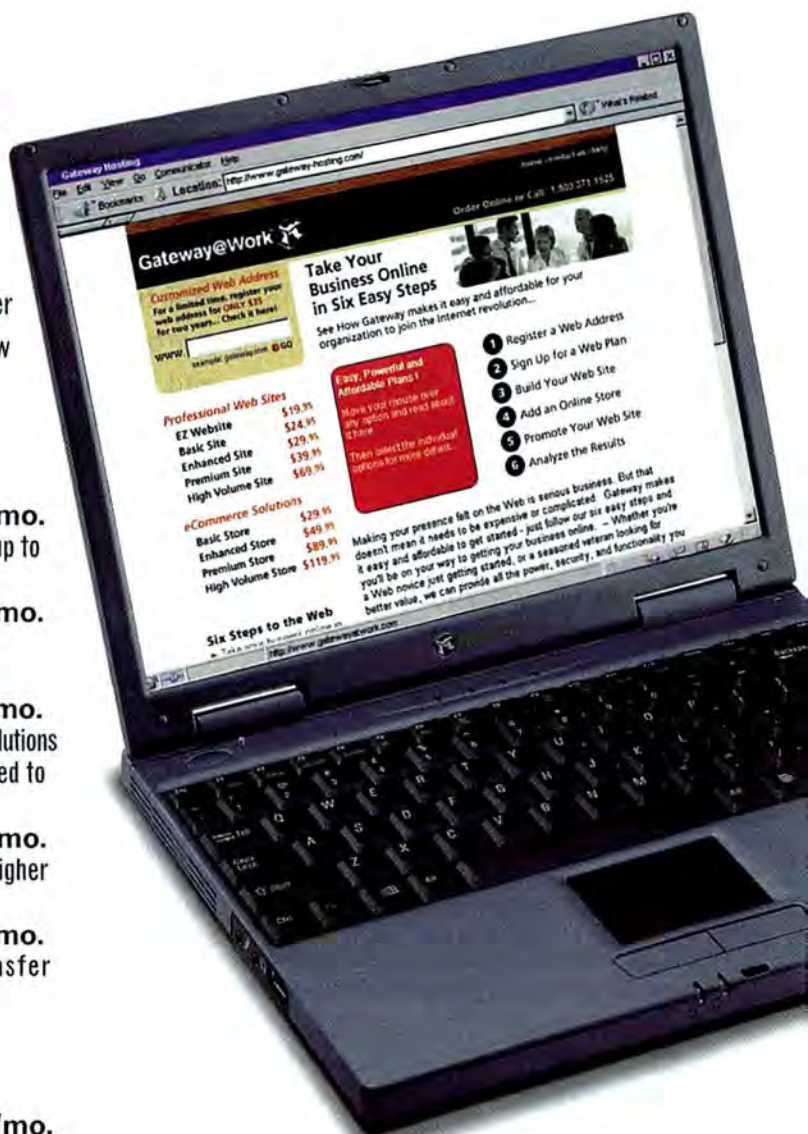 er
w
mo.
up to
mo.
mo.
lutions
ed to
mo.
igher
mo.
nsfer
/mo.
Gateway Hosting
File Edit View Go Communicator Help
Bookmarks Location: http://www.gateway-hosting.com/ What's Related
Order Online or Call 1.800.371.1525
Gateway@Work
Customized Web Address
For a limited time, register your
web address for ONLY $35
for two years... Check it here!
www. GO
example: gateway.com
Take Your
Business Online
in Six Easy Steps
See How Gateway makes it easy and affordable for your
organization to join the Internet revolution...
Professional Web Sites
EZ Website $19.95
Basic Site $24.95
Enhanced Site $29.95
Premium Site $39.95
High Volume Site $69.95
eCommerce Solutions
Basic Store $29.95
Enhanced Store $49.95
Premium Store $89.95
High Volume Store $119.95
Six Steps to the Web
Take your business online in
Easy, Powerful and
Affordable Plans!
Move your mouse over
any option and read about
it here
Then select the individual
options for more details...
1 Register a Web Address
2 Sign Up for a Web Plan
3 Build Your Web Site
4 Add an Online Store
5 Promote Your Web Site
6 Analyze the Results
Making your presence felt on the Web is serious business. But that
doesn't mean it needs to be expensive or complicated. Gateway makes
it easy and affordable to get started - just follow our six easy steps and
you'll be on your way to getting your business online. – Whether you're
a Web novice just getting started, or a seasoned veteran looking for
better value, we can provide all the power, security, and functionality you
http://www.gatewayatwork.com
Q W E R T Y U
A S D F G H J K L
Z X C V B N M